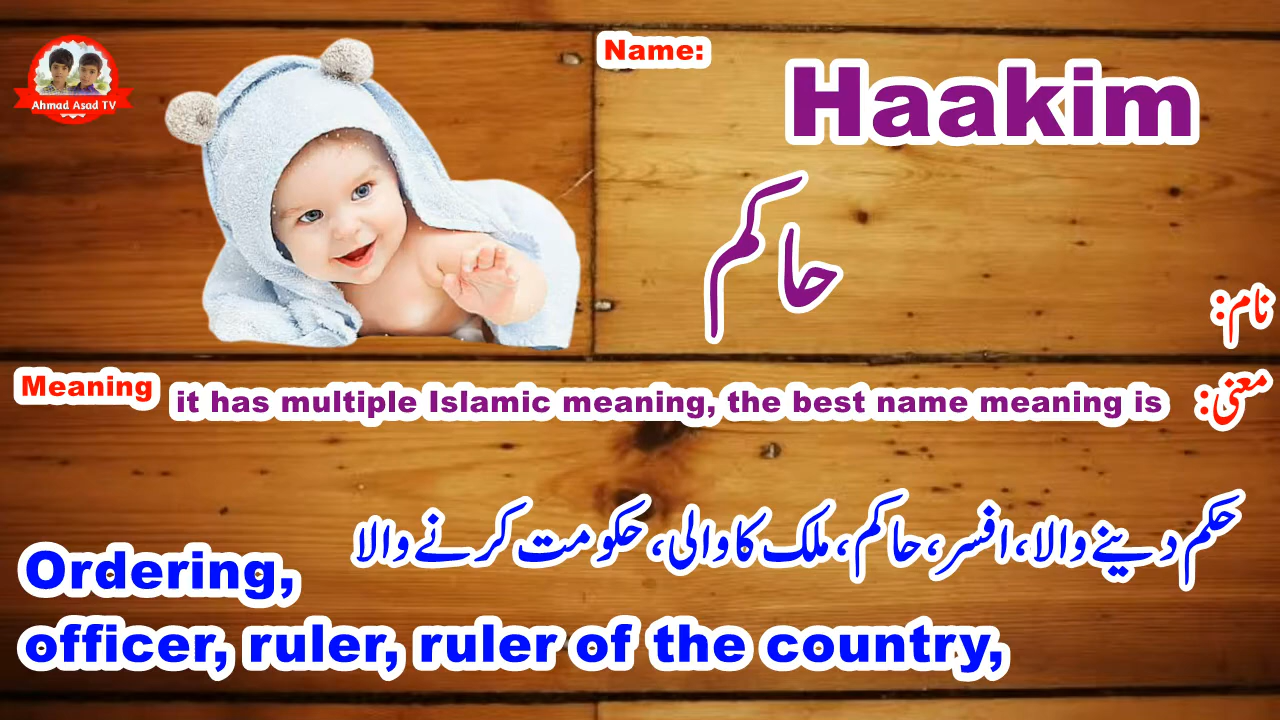 Ahmad Asad TV
Name:
Haakim
حاکم
نام:
Meaning
it has multiple Islamic meaning, the best name meaning is
معنی:
حکم دینے والا، افسر، حاکم، ملک کا والی، حکومت کرنے والا
Ordering,
officer, ruler, ruler of the country,